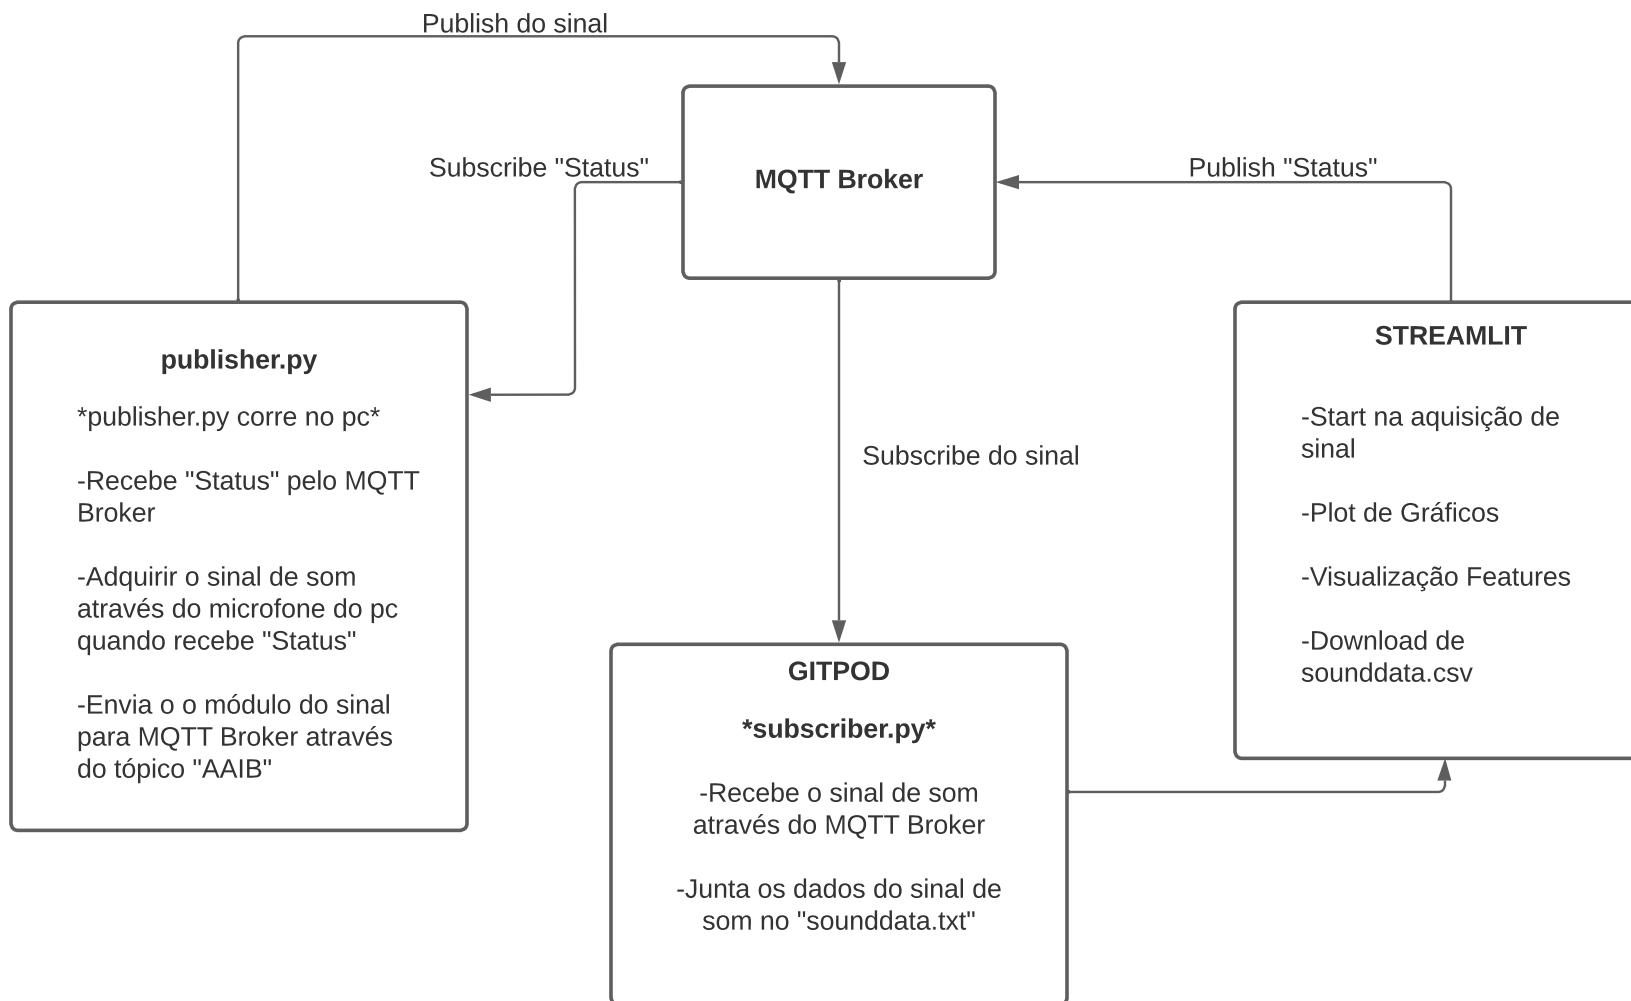 Publish do sinal
MQTT Broker
Subscribe "Status"
Publish "Status"
publisher.py
*publisher.py corre no pc*
-Recebe "Status" pelo MQTT
Broker
-Adquirir o sinal de som
através do microfone do pc
quando recebe "Status"
-Envia o o módulo do sinal
para MQTT Broker através
do tópico "AAIB"
Subscribe do sinal
STREAMLIT
-Start na aquisição de
sinal
-Plot de Gráficos
-Visualização Features
-Download de
sounddata.csv
GITPOD
*subscriber.py*
-Recebe o sinal de som
através do MQTT Broker
-Junta os dados do sinal de
som no "sounddata.txt"